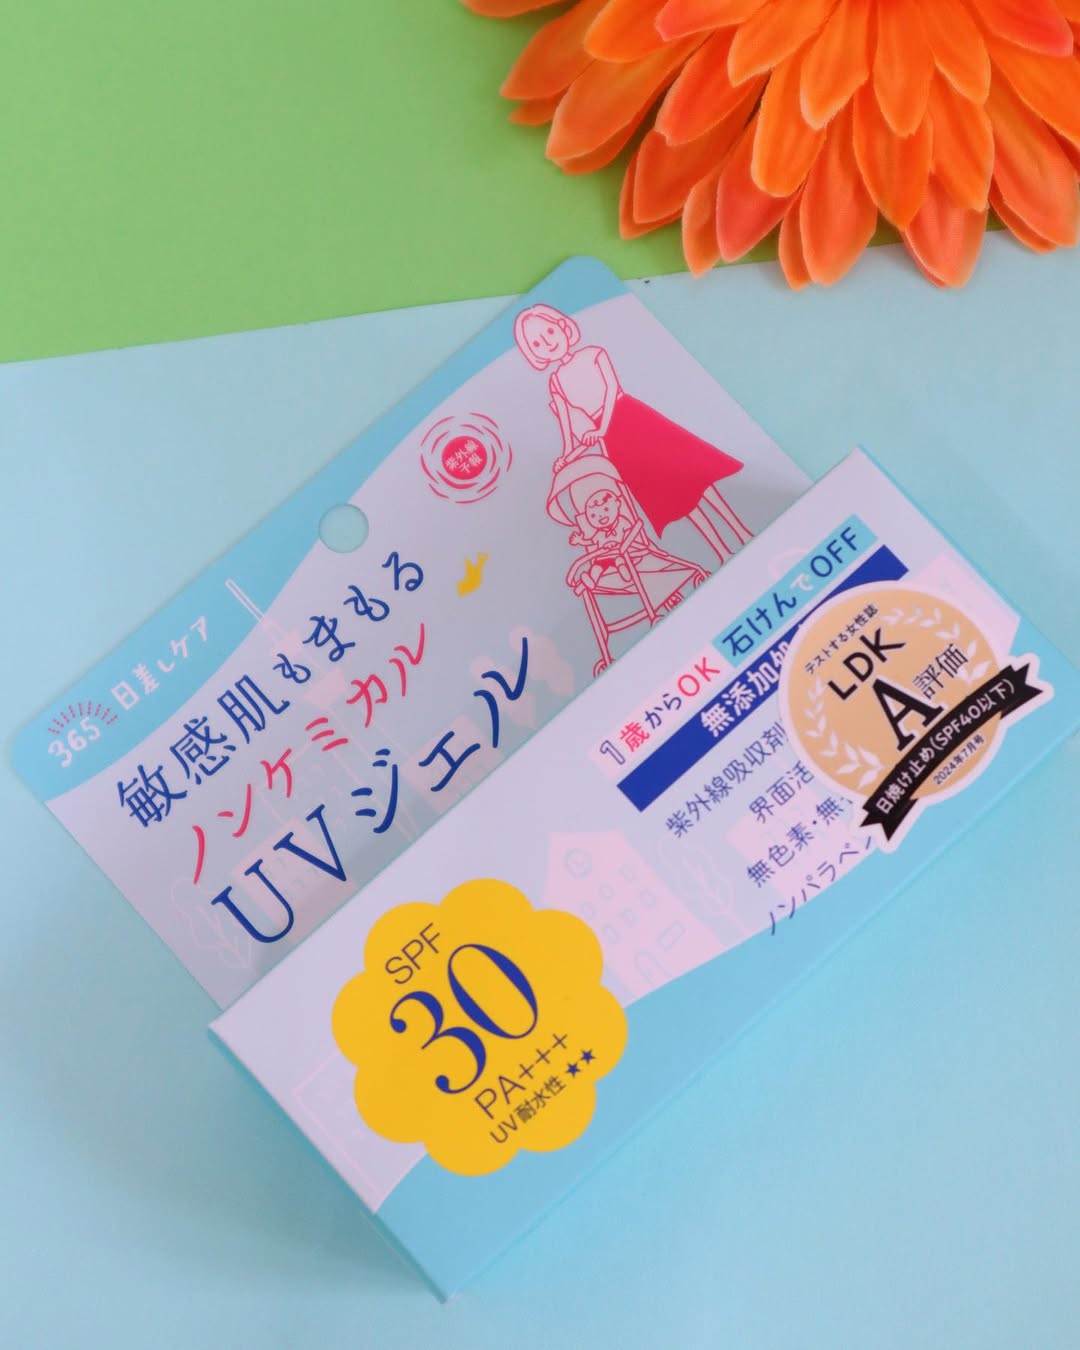 365日差しケア
紫外線
予報
敏感肌もまもる
ノンケミカル
UVジェル
1歳からOK
石けんでOFF
無添加処
紫外線吸収剤
界面活
無色素・無
ノンパラベン
テストする女性誌
LDK
A評価
日焼け止め(SPF40以下)
2024年7月号
SPF
30
PA+++
UV耐水性★★